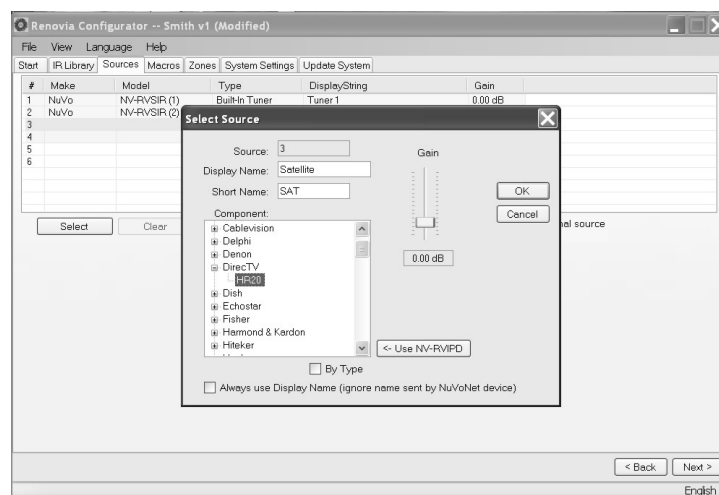 Renovia Configurator -- Smith v1 (Modified)
File View Language Help
Start IR Library Sources Macros Zones System Settings Update System
# Make Model Type DisplayString Gain
1 NuVo NV-RVSIR (1) Built-In Tuner Tuner 1 0.00 dB
2 NuVo NV-RVSIR (2)
3
4
5
6
Select Clear nal source
Select Source
Source: 3
Gain
Display Name: Satellite
Short Name: SAT
OK
Cancel
Component:
Cablevision
Delphi
Denon
DirecTV
HR20
Dish
Echostar
Fisher
Harmond & Kardon
Hiteker
0.00 dB
<- Use NV-RVIPD
By Type
Always use Display Name (ignore name sent by NuVoNet device)
< Back Next >
English